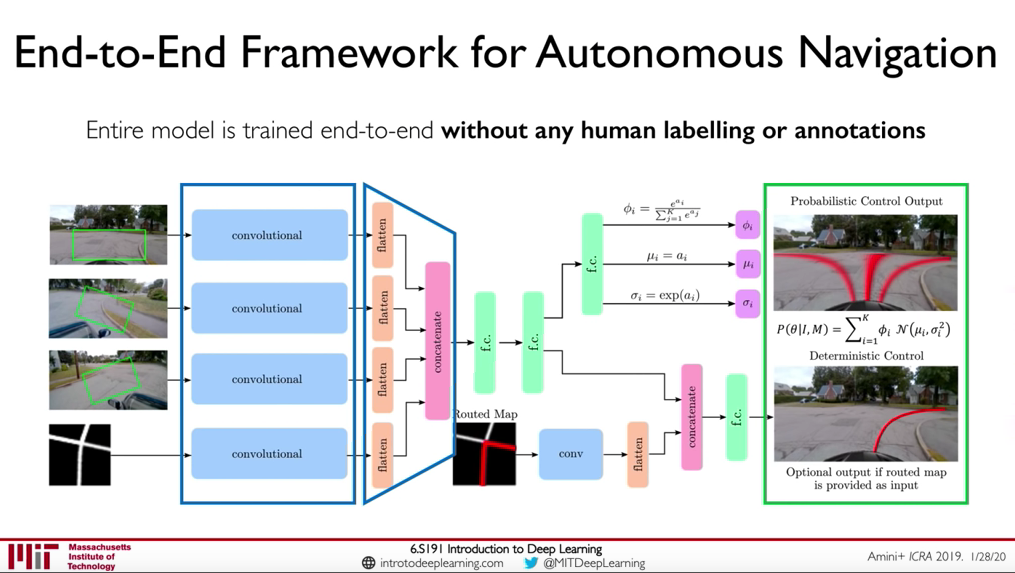 End-to-End Framework for Autonomous Navigation
Entire model is trained end-to-end without any human labelling or annotations
convolutional
convolutional
convolutional
convolutional
flatten
flatten
flatten
flatten
concatenate
f.c.
f.c.
f.c.
ϕᵢ = e^{aᵢ} / ∑_{j=1}^{K} e^{aⱼ}
μᵢ = aᵢ
σᵢ = exp(aᵢ)
ϕᵢ
μᵢ
σᵢ
Routed Map
conv
flatten
concatenate
f.c.
Probabilistic Control Output
P(θ|I, M) = ∑_{i=1}^{K} ϕᵢ 𝒩(μᵢ, σᵢ²)
Deterministic Control
Optional output if routed map
is provided as input
MIT
Massachusetts
Institute of
Technology
6.S191 Introduction to Deep Learning
introtodeeplearning.com @MITDeepLearning
Amini+ ICRA 2019. 1/28/20